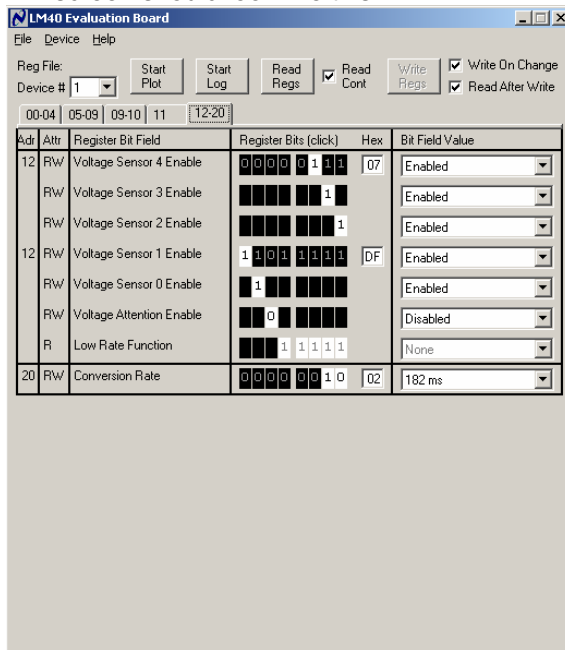 LM40 Evaluation Board
File Device Help
Reg File:
Device # 1
Start Plot
Start Log
Read Regs
Read Cont
Write Regs
Write On Change
Read After Write
00-04 05-09 09-10 11 12-20
Adr Attr Register Bit Field Register Bits (click) Hex Bit Field Value
12 RW Voltage Sensor 4 Enable 0 0 0 0 0 1 1 1 07 Enabled
RW Voltage Sensor 3 Enable 1 Enabled
RW Voltage Sensor 2 Enable 1 Enabled
12 RW Voltage Sensor 1 Enable 1 1 0 1 1 1 1 1 DF Enabled
RW Voltage Sensor 0 Enable 1 Enabled
RW Voltage Attention Enable 0 Disabled
R Low Rate Function 1 1 1 1 1 None
20 RW Conversion Rate 0 0 0 0 0 0 1 0 02 182 ms